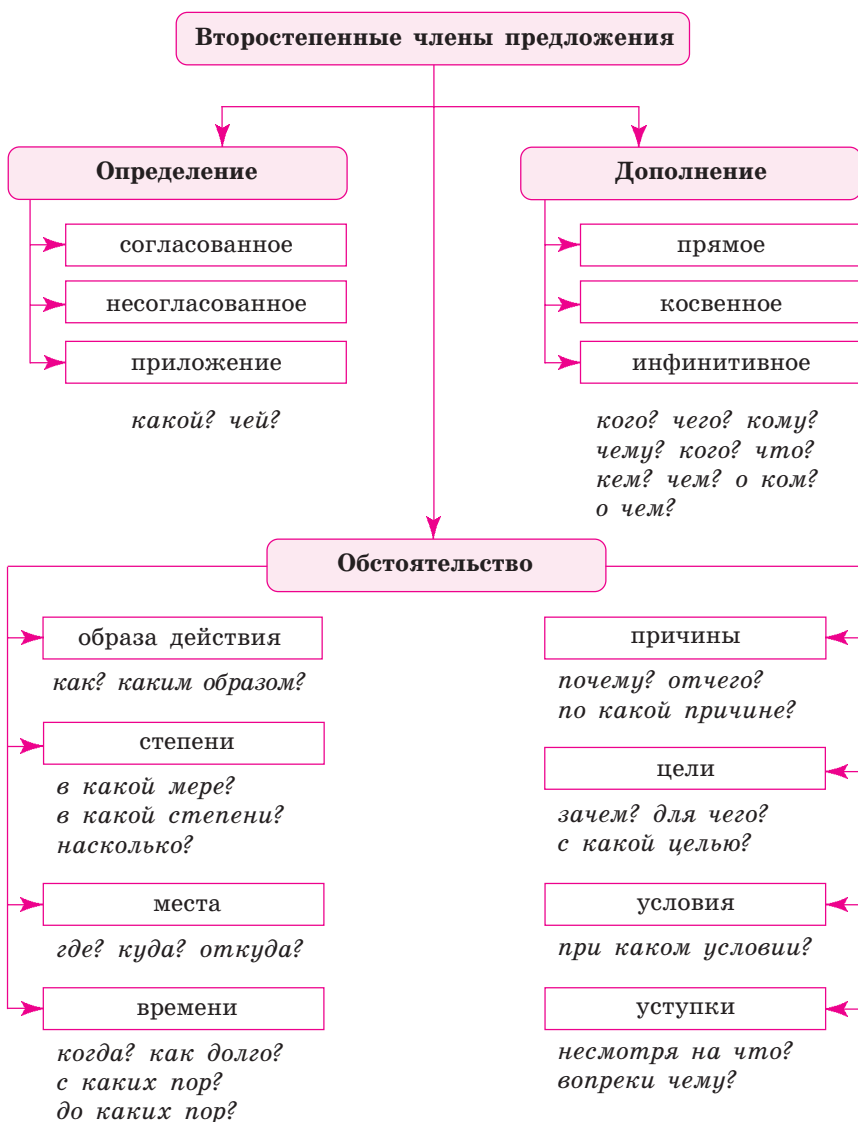 Второстепенные члены предложения
Определение
согласованное
несогласованное
приложение
какой? чей?
Дополнение
прямое
косвенное
инфинитивное
кого? чего? кому?
чему? кого? что?
кем? чем? о ком?
о чем?
Обстоятельство
образа действия
как? каким образом?
степени
в какой мере?
в какой степени?
насколько?
места
где? куда? откуда?
времени
когда? как долго?
с каких пор?
до каких пор?
причины
почему? отчего?
по какой причине?
цели
зачем? для чего?
с какой целью?
условия
при каком условии?
уступки
несмотря на что?
вопреки чему?